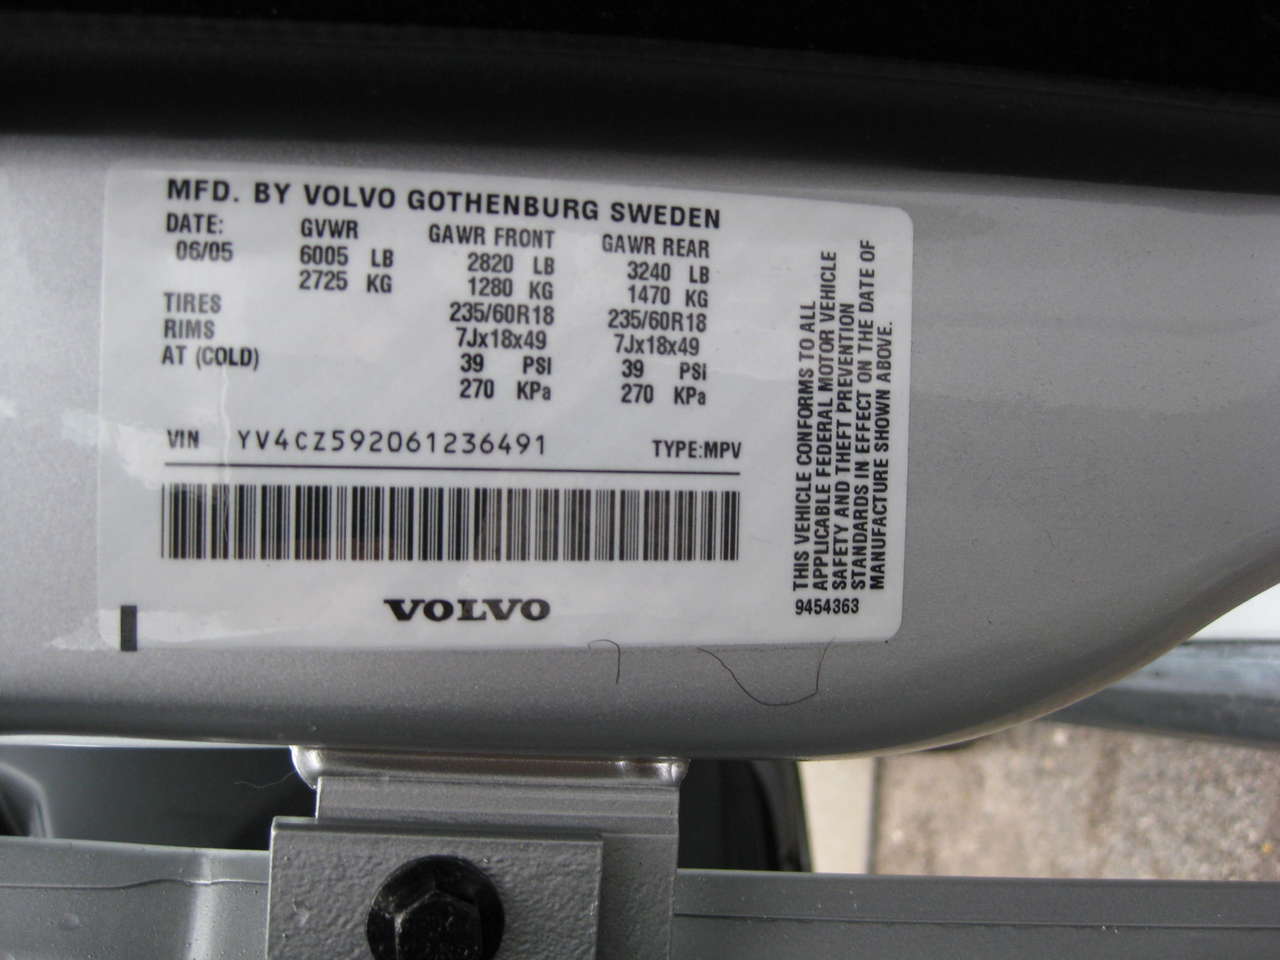 MFD. BY VOLVO GOTHENBURG SWEDEN
DATE: GVWR GAWR FRONT GAWR REAR
06/05 6005 LB 2820 LB 3240 LB
2725 KG 1280 KG 1470 KG
TIRES 235/60R18 235/60R18
RIMS 7Jx18x49 7Jx18x49
AT (COLD) 39 PSI 39 PSI
270 KPa 270 KPa
VIN YV4CZ592061236491 TYPE:MPV
VOLVO
THIS VEHICLE CONFORMS TO ALL
APPLICABLE FEDERAL MOTOR VEHICLE
SAFETY AND THEFT PREVENTION
STANDARDS IN EFFECT ON THE DATE OF
MANUFACTURE SHOWN ABOVE.
9454363